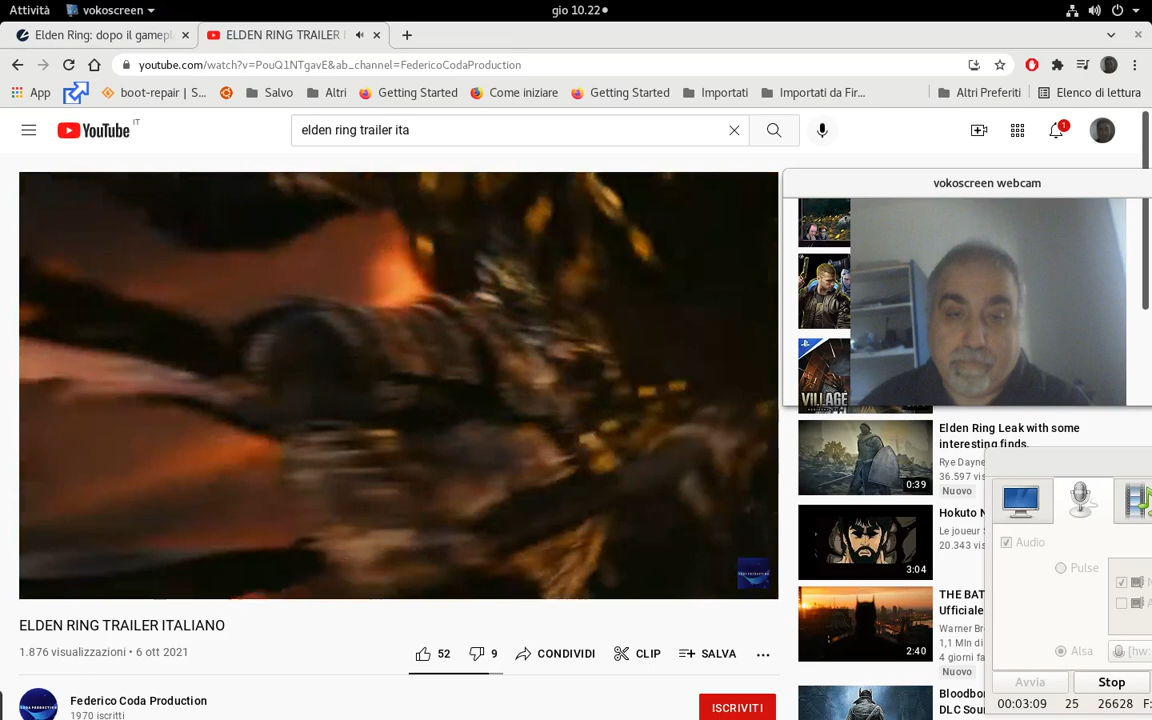 Attività
vokoscreen
gio 10.22
Elden Ring: dopo il gamepl
ELDEN RING TRAILER I
youtube.com/watch?v=PouQ1NTgavE&ab_channel=FedericoCodaProduction
App
boot-repair | S...
Salvo
Altri
Getting Started
Come iniziare
Getting Started
Importati
Importati da Fir...
Altri Preferiti
Elenco di lettura
YouTube IT
elden ring trailer ita
1
vokoscreen webcam
VILLAGE
Elden Ring Leak with some
interesting finds.
Rye Dayne
36.597 vis
Nuovo
0:39
Hokuto N
Le joueur
20.343 vis
3:04
THE BAT
Ufficiale
Warner Br
1,1 Mln di
4 giorni fa
Nuovo
2:40
Bloodbor
DLC Sour
Audio
Pulse
Alsa
[hw:
Avvia
Stop
00:03:09
25
26628
F:
ELDEN RING TRAILER ITALIANO
1.876 visualizzazioni • 6 ott 2021
52
9
CONDIVIDI
CLIP
SALVA
Federico Coda Production
1970 iscritti
ISCRIVITI